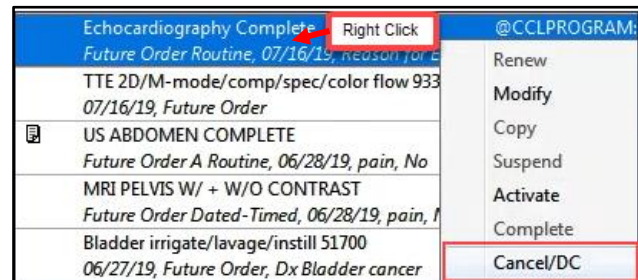 Echocardiography Complete
Right Click
Future Order Routine, 07/16/19, Reason for E
TTE 2D/M-mode/comp/spec/color flow 933
07/16/19, Future Order
US ABDOMEN COMPLETE
Future Order A Routine, 06/28/19, pain, No
MRI PELVIS W/ + W/O CONTRAST
Future Order Dated-Timed, 06/28/19, pain,
Bladder irrigate/lavage/instill 51700
06/27/19, Future Order, Dx Bladder cancer
@CCLPROGRAM:
Renew
Modify
Copy
Suspend
Activate
Complete
Cancel/DC